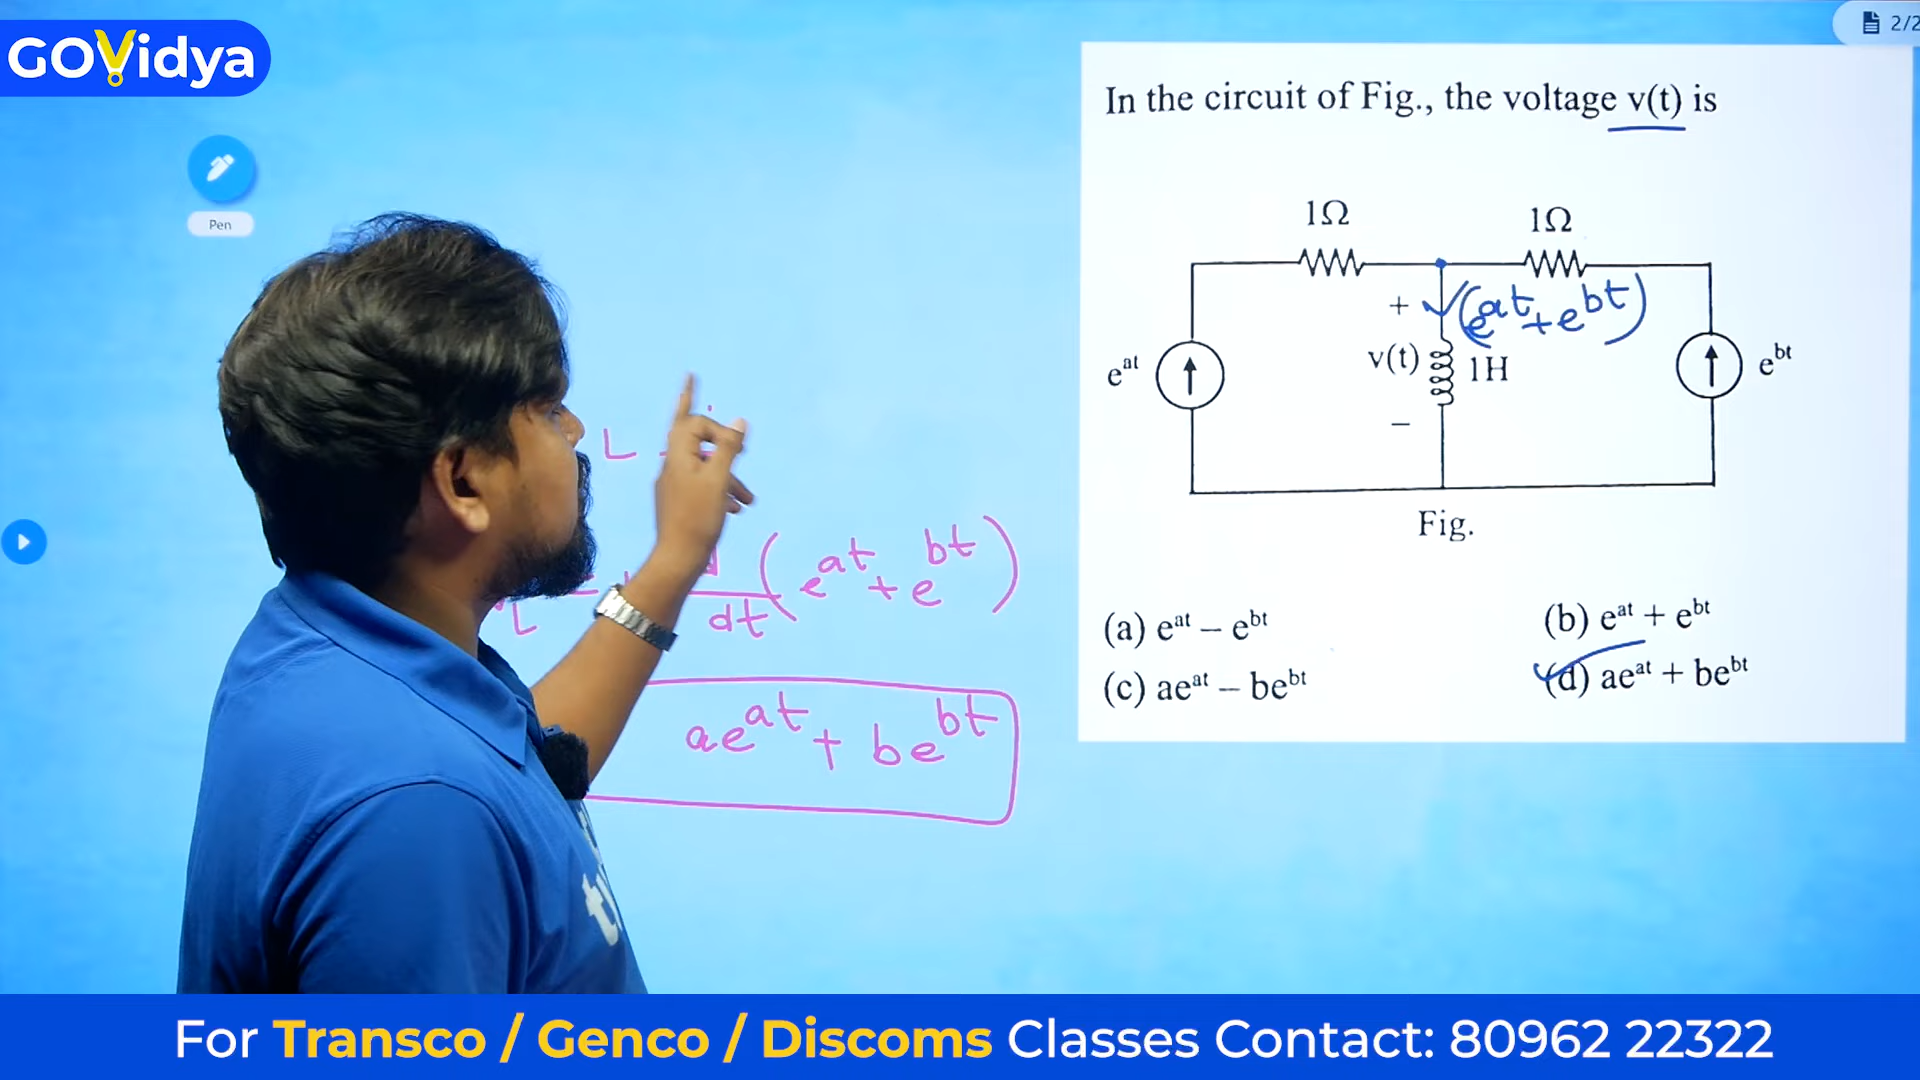 GOVidya
2/2
Pen
In the circuit of Fig., the voltage v(t) is
1Ω 1Ω
+ (e^at + e^bt)
e^at v(t) 1H e^bt
−
Fig.
(a) e^at − e^bt (b) e^at + e^bt
(c) ae^at − be^bt (d) ae^at + be^bt
L
L d/dt (e^at + e^bt)
ae^at + be^bt
For Transco / Genco / Discoms Classes Contact: 80962 22322